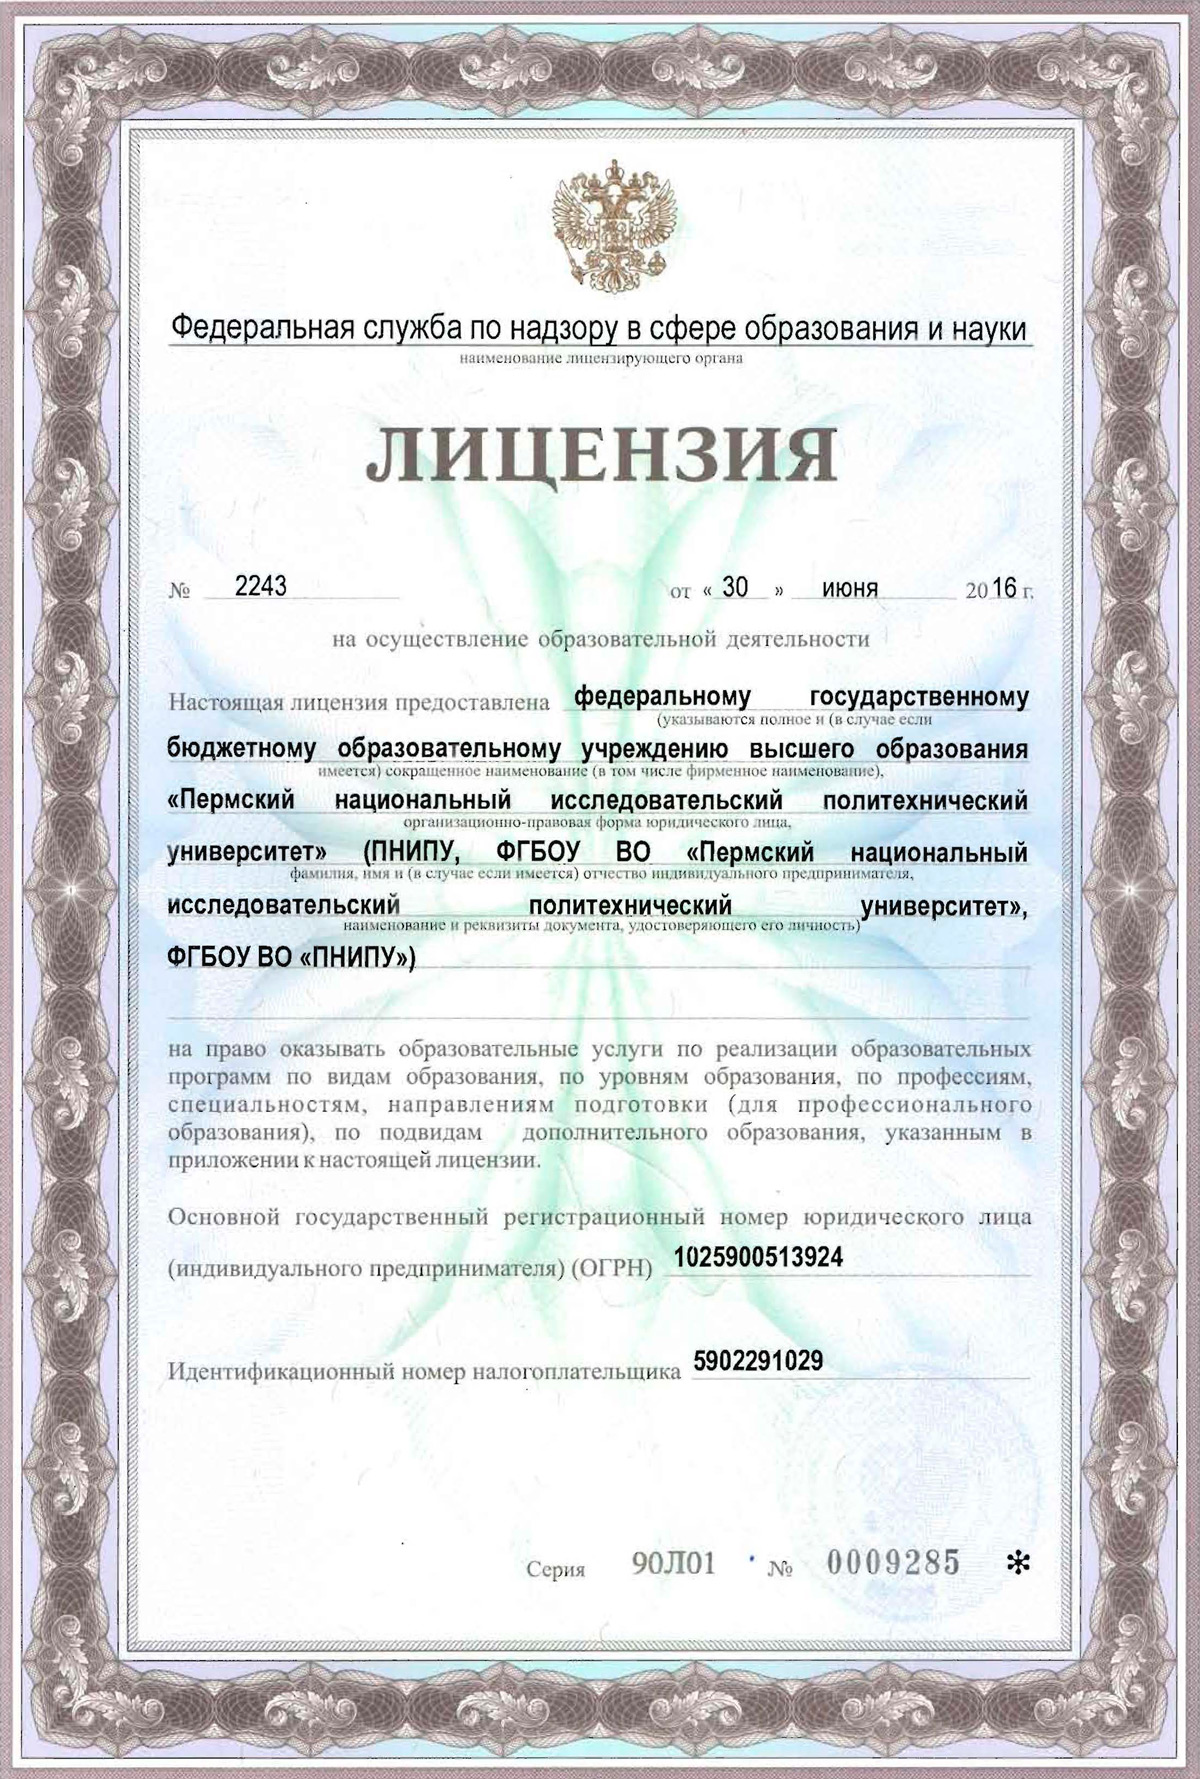 Федеральная служба по надзору в сфере образования и науки
наименование лицензирующего органа
ЛИЦЕНЗИЯ
№ 2243 от « 30 » июня 2016 г.
на осуществление образовательной деятельности
Настоящая лицензия предоставлена федеральному государственному
(указываются полное и (в случае если
бюджетному образовательному учреждению высшего образования
имеется) сокращенное наименование (в том числе фирменное наименование),
«Пермский национальный исследовательский политехнический
организационно-правовая форма юридического лица,
университет» (ПНИПУ, ФГБОУ ВО «Пермский национальный
фамилия, имя и (в случае если имеется) отчество индивидуального предпринимателя,
исследовательский политехнический университет»,
наименование и реквизиты документа, удостоверяющего его личность)
ФГБОУ ВО «ПНИПУ»)
на право оказывать образовательные услуги по реализации образовательных
программ по видам образования, по уровням образования, по профессиям,
специальностям, направлениям подготовки (для профессионального
образования), по подвидам дополнительного образования, указанным в
приложении к настоящей лицензии.
Основной государственный регистрационный номер юридического лица
(индивидуального предпринимателя) (ОГРН) 1025900513924
Идентификационный номер налогоплательщика 5902291029
Серия 90Л01 № 0009285 *